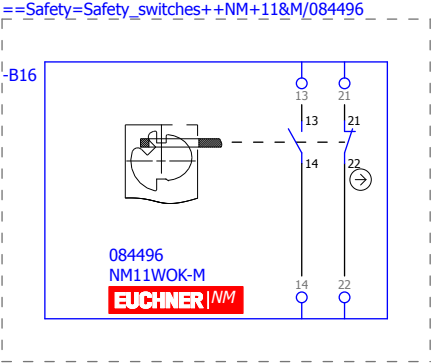 ==Safety=Safety_switches++NM+11&M/084496
-B16
13 21
13 21
14 22
084496
NM11WOK-M
EUCHNER NM
14 22